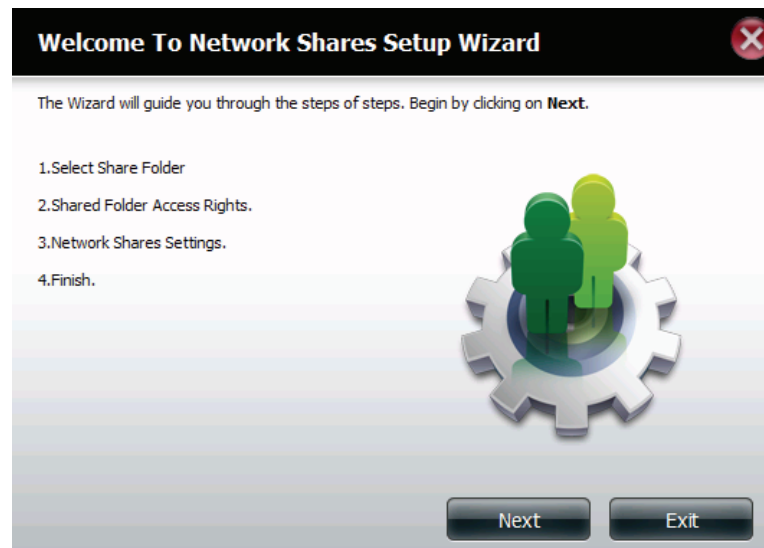 Welcome To Network Shares Setup Wizard
The Wizard will guide you through the steps of steps. Begin by clicking on Next.
1.Select Share Folder
2.Shared Folder Access Rights.
3.Network Shares Settings.
4.Finish.
Next
Exit